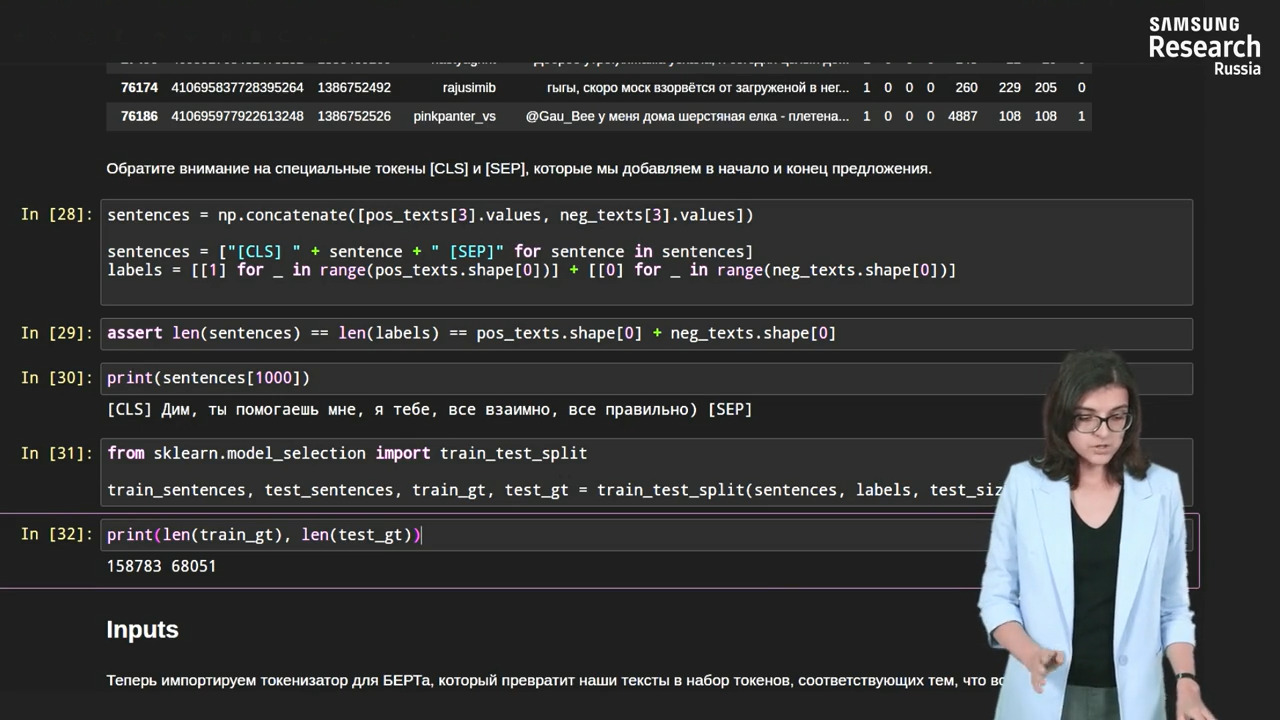 SAMSUNG
Research
Russia
76174 410695837728395264 1386752492 rajusimib гыгы, скоро моск взорвётся от загруженой в нег... 1 0 0 0 260 229 205 0
76186 410695977922613248 1386752526 pinkpanter_vs @Gau_Bee у меня дома шерстяная елка - плетена... 1 0 0 0 4887 108 108 1
Обратите внимание на специальные токены [CLS] и [SEP], которые мы добавляем в начало и конец предложения.
In [28]: sentences = np.concatenate([pos_texts[3].values, neg_texts[3].values])
sentences = ["[CLS] " + sentence + " [SEP]" for sentence in sentences]
labels = [[1] for _ in range(pos_texts.shape[0])] + [[0] for _ in range(neg_texts.shape[0])]
In [29]: assert len(sentences) == len(labels) == pos_texts.shape[0] + neg_texts.shape[0]
In [30]: print(sentences[1000])
[CLS] Дим, ты помогаешь мне, я тебе, все взаимно, все правильно) [SEP]
In [31]: from sklearn.model_selection import train_test_split
train_sentences, test_sentences, train_gt, test_gt = train_test_split(sentences, labels, test_siz
In [32]: print(len(train_gt), len(test_gt))
158783 68051
Inputs
Теперь импортируем токенизатор для БЕРТа, который превратит наши тексты в набор токенов, соответствующих тем, что